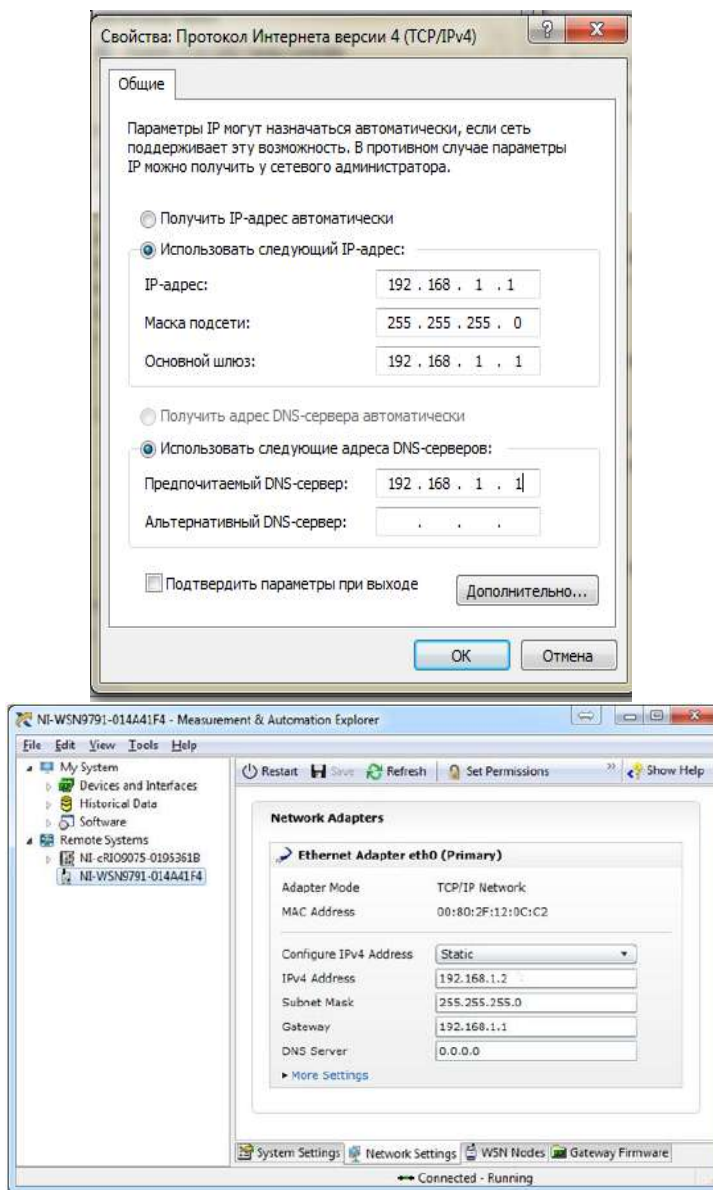 Свойства: Протокол Интернета версии 4 (TCP/IPv4)
Общие
Параметры IP могут назначаться автоматически, если сеть
поддерживает эту возможность. В противном случае параметры
IP можно получить у сетевого администратора.
Получить IP-адрес автоматически
Использовать следующий IP-адрес:
IP-адрес: 192 . 168 . 1 . 1
Маска подсети: 255 . 255 . 255 . 0
Основной шлюз: 192 . 168 . 1 . 1
Получить адрес DNS-сервера автоматически
Использовать следующие адреса DNS-серверов:
Предпочитаемый DNS-сервер: 192 . 168 . 1 . 1
Альтернативный DNS-сервер: . . .
Подтвердить параметры при выходе
Дополнительно...
ОК Отмена
NI-WSN9791-014A41F4 - Measurement & Automation Explorer
File Edit View Tools Help
My System
Devices and Interfaces
Historical Data
Software
Remote Systems
NI-cRIO9075-0195361B
NI-WSN9791-014A41F4
Restart Save Refresh Set Permissions » Show Help
Network Adapters
Ethernet Adapter eth0 (Primary)
Adapter Mode TCP/IP Network
MAC Address 00:80:2F:12:0C:C2
Configure IPv4 Address Static
IPv4 Address 192.168.1.2
Subnet Mask 255.255.255.0
Gateway 192.168.1.1
DNS Server 0.0.0.0
More Settings
System Settings Network Settings WSN Nodes Gateway Firmware
Connected - Running